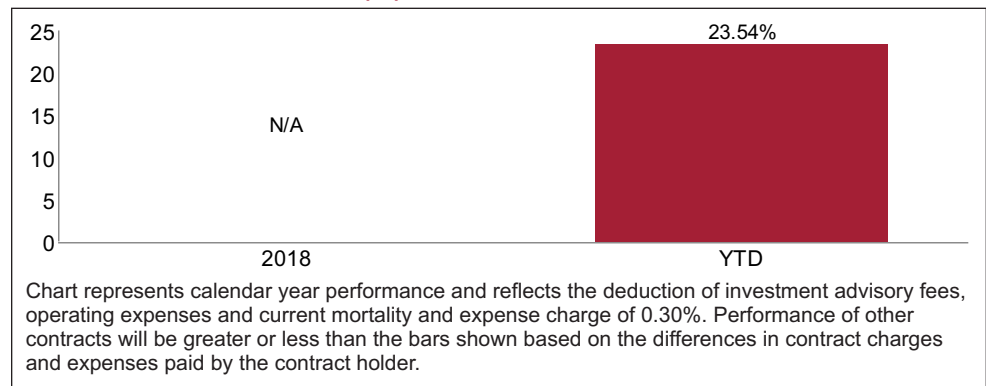 25
23.54%
20
15
N/A
10
5
0
2018
YTD
Chart represents calendar year performance and reflects the deduction of investment advisory fees,
operating expenses and current mortality and expense charge of 0.30%. Performance of other
contracts will be greater or less than the bars shown based on the differences in contract charges
and expenses paid by the contract holder.